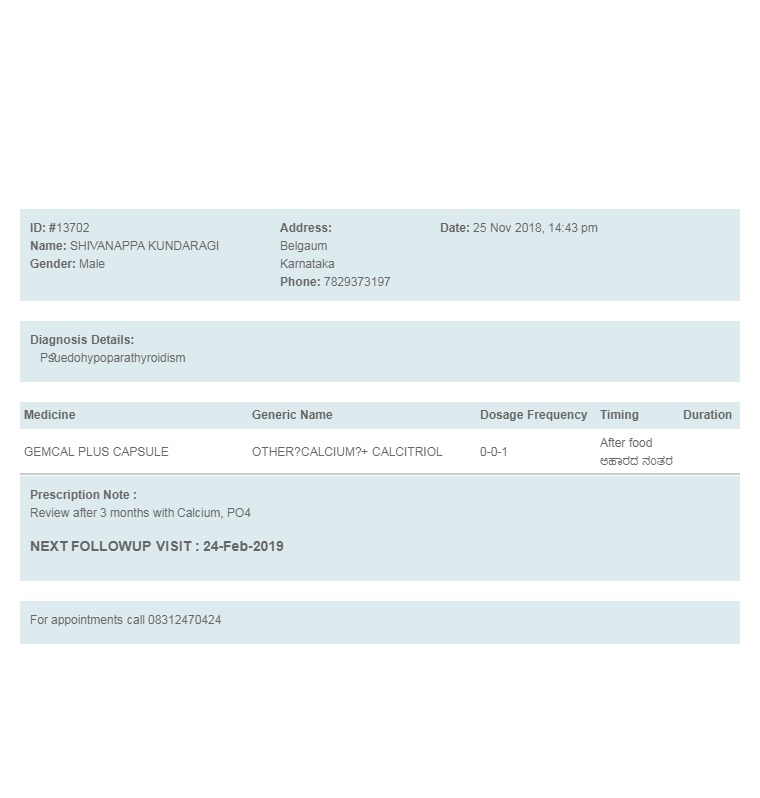 ID: #13702
Name: SHIVANAPPA KUNDARAGI
Gender: Male
Address:
Belgaum
Karnataka
Phone: 7829373197
Date: 25 Nov 2018, 14:43 pm
Diagnosis Details:
Ps?uedohypoparathyroidism
Medicine Generic Name Dosage Frequency Timing Duration
GEMCAL PLUS CAPSULE OTHER?CALCIUM?+ CALCITRIOL 0-0-1 After food
ಆಹಾರದ ನಂತರ
Prescription Note :
Review after 3 months with Calcium, PO4
NEXT FOLLOWUP VISIT : 24-Feb-2019
For appointments call 08312470424